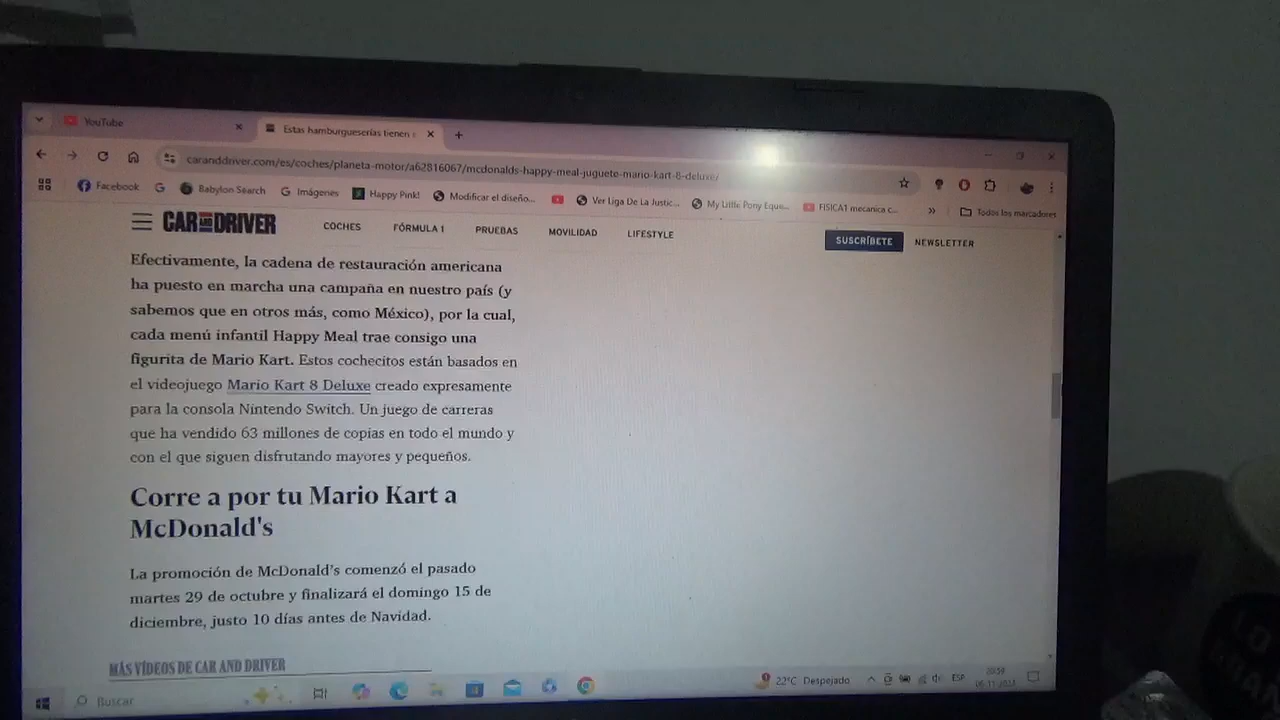 YouTube
Estas hamburgueserías tienen
caranddriver.com/es/coches/planeta-motor/a62816067/mcdonalds-happy-meal-juguete-mario-kart-8-deluxe/
Facebook
Babylon Search
Imágenes
Happy Pink!
Modificar el diseño...
Ver Liga De La Justic...
My Little Pony Eque...
FISICA1 mecanica c...
Todos los marcadores
CAR AND DRIVER
COCHES
FÓRMULA 1
PRUEBAS
MOVILIDAD
LIFESTYLE
SUSCRÍBETE
NEWSLETTER
Efectivamente, la cadena de restauración americana
ha puesto en marcha una campaña en nuestro país (y
sabemos que en otros más, como México), por la cual,
cada menú infantil Happy Meal trae consigo una
figurita de Mario Kart. Estos cochecitos están basados en
el videojuego Mario Kart 8 Deluxe creado expresamente
para la consola Nintendo Switch. Un juego de carreras
que ha vendido 63 millones de copias en todo el mundo y
con el que siguen disfrutando mayores y pequeños.
Corre a por tu Mario Kart a
McDonald's
La promoción de McDonald's comenzó el pasado
martes 29 de octubre y finalizará el domingo 15 de
diciembre, justo 10 días antes de Navidad.
MÁS VÍDEOS DE CAR AND DRIVER
Buscar
22°C Despejado
ESP